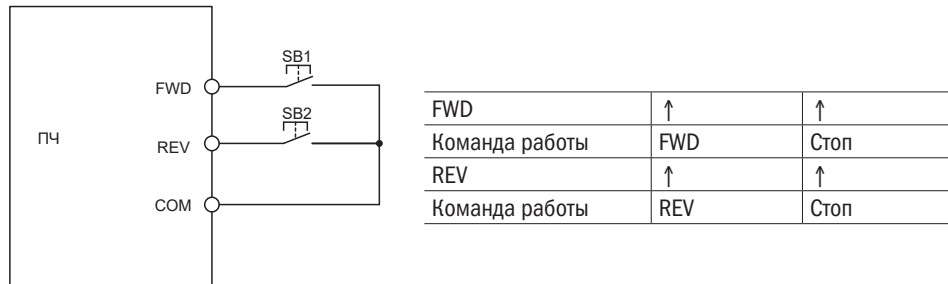 SB1
FWD
SB2
ПЧ
REV
COM
FWD ↑ ↑
Команда работы FWD Стоп
REV ↑ ↑
Команда работы REV Стоп